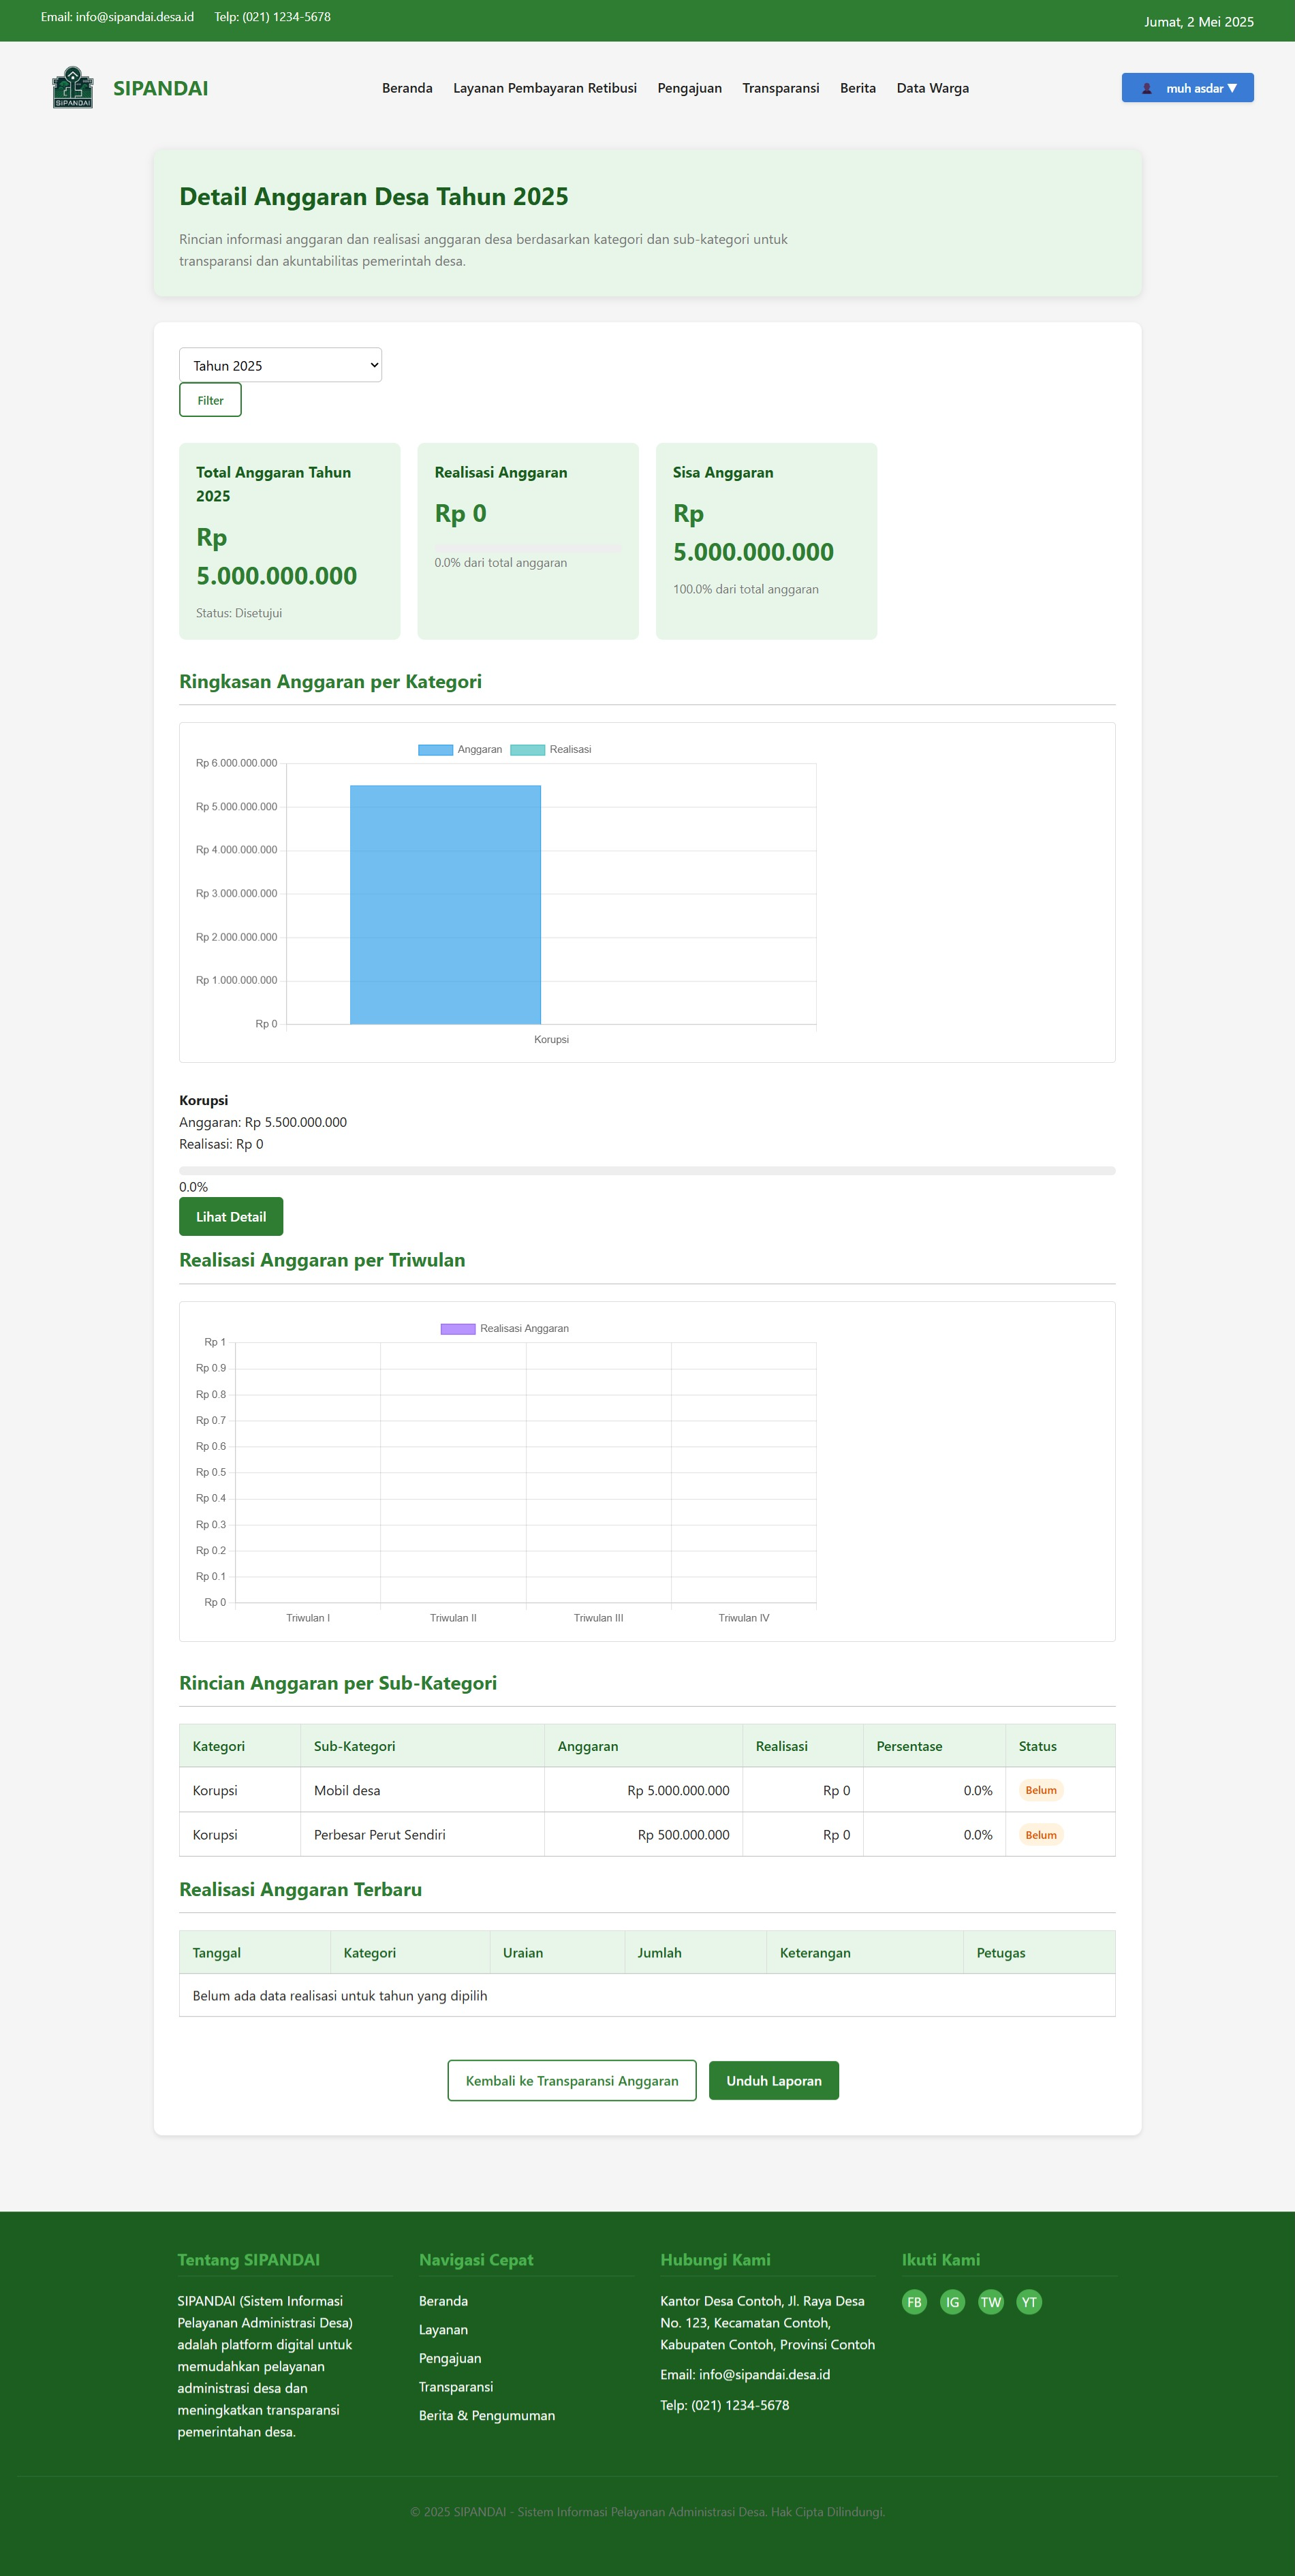 Email: info@sipandai.desa.id Telp: (021) 1234-5678 Jumat, 2 Mei 2025
SIPANDAI
SIPANDAI Beranda Layanan Pembayaran Retibusi Pengajuan Transparansi Berita Data Warga muh asdar ▼
Detail Anggaran Desa Tahun 2025
Rincian informasi anggaran dan realisasi anggaran desa berdasarkan kategori dan sub-kategori untuk
transparansi dan akuntabilitas pemerintah desa.
Tahun 2025
Filter
Total Anggaran Tahun
2025
Rp
5.000.000.000
Status: Disetujui
Realisasi Anggaran
Rp 0
0.0% dari total anggaran
Sisa Anggaran
Rp
5.000.000.000
100.0% dari total anggaran
Ringkasan Anggaran per Kategori
Anggaran Realisasi
Rp 6.000.000.000
Rp 5.000.000.000
Rp 4.000.000.000
Rp 3.000.000.000
Rp 2.000.000.000
Rp 1.000.000.000
Rp 0
Korupsi
Korupsi
Anggaran: Rp 5.500.000.000
Realisasi: Rp 0
0.0%
Lihat Detail
Realisasi Anggaran per Triwulan
Realisasi Anggaran
Rp 1
Rp 0.9
Rp 0.8
Rp 0.7
Rp 0.6
Rp 0.5
Rp 0.4
Rp 0.3
Rp 0.2
Rp 0.1
Rp 0
Triwulan I Triwulan II Triwulan III Triwulan IV
Rincian Anggaran per Sub-Kategori
Kategori Sub-Kategori Anggaran Realisasi Persentase Status
Korupsi Mobil desa Rp 5.000.000.000 Rp 0 0.0% Belum
Korupsi Perbesar Perut Sendiri Rp 500.000.000 Rp 0 0.0% Belum
Realisasi Anggaran Terbaru
Tanggal Kategori Uraian Jumlah Keterangan Petugas
Belum ada data realisasi untuk tahun yang dipilih
Kembali ke Transparansi Anggaran Unduh Laporan
Tentang SIPANDAI
SIPANDAI (Sistem Informasi
Pelayanan Administrasi Desa)
adalah platform digital untuk
memudahkan pelayanan
administrasi desa dan
meningkatkan transparansi
pemerintahan desa.
Navigasi Cepat
Beranda
Layanan
Pengajuan
Transparansi
Berita & Pengumuman
Hubungi Kami
Kantor Desa Contoh, Jl. Raya Desa
No. 123, Kecamatan Contoh,
Kabupaten Contoh, Provinsi Contoh
Email: info@sipandai.desa.id
Telp: (021) 1234-5678
Ikuti Kami
FB IG TW YT
© 2025 SIPANDAI - Sistem Informasi Pelayanan Administrasi Desa. Hak Cipta Dilindungi.